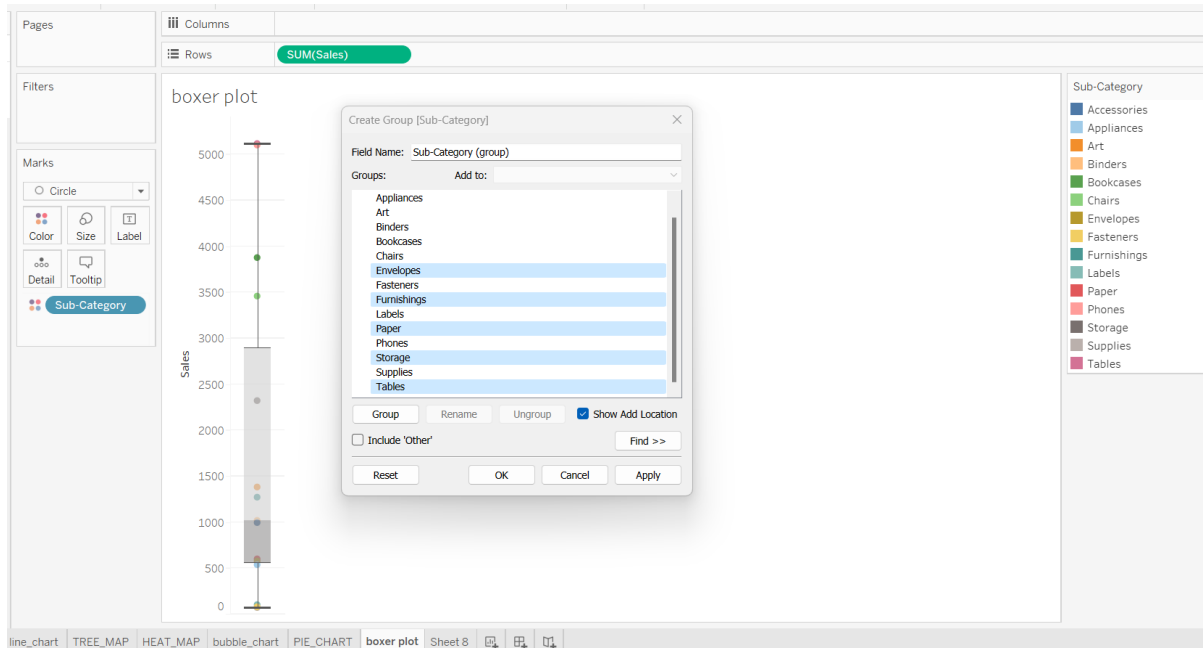 Pages
Columns
Rows
SUM(Sales)
Filters
Marks
Circle
Color
Size
Label
Detail
Tooltip
Sub-Category
boxer plot
Sales
5000
4500
4000
3500
3000
2500
2000
1500
1000
500
0
Create Group [Sub-Category]
Field Name: Sub-Category (group)
Groups: Add to:
Appliances
Art
Binders
Bookcases
Chairs
Envelopes
Fasteners
Furnishings
Labels
Paper
Phones
Storage
Supplies
Tables
Group
Rename
Ungroup
Show Add Location
Include 'Other'
Find >>
Reset
OK
Cancel
Apply
Sub-Category
Accessories
Appliances
Art
Binders
Bookcases
Chairs
Envelopes
Fasteners
Furnishings
Labels
Paper
Phones
Storage
Supplies
Tables
line_chart
TREE_MAP
HEAT_MAP
bubble_chart
PIE_CHART
boxer plot
Sheet 8